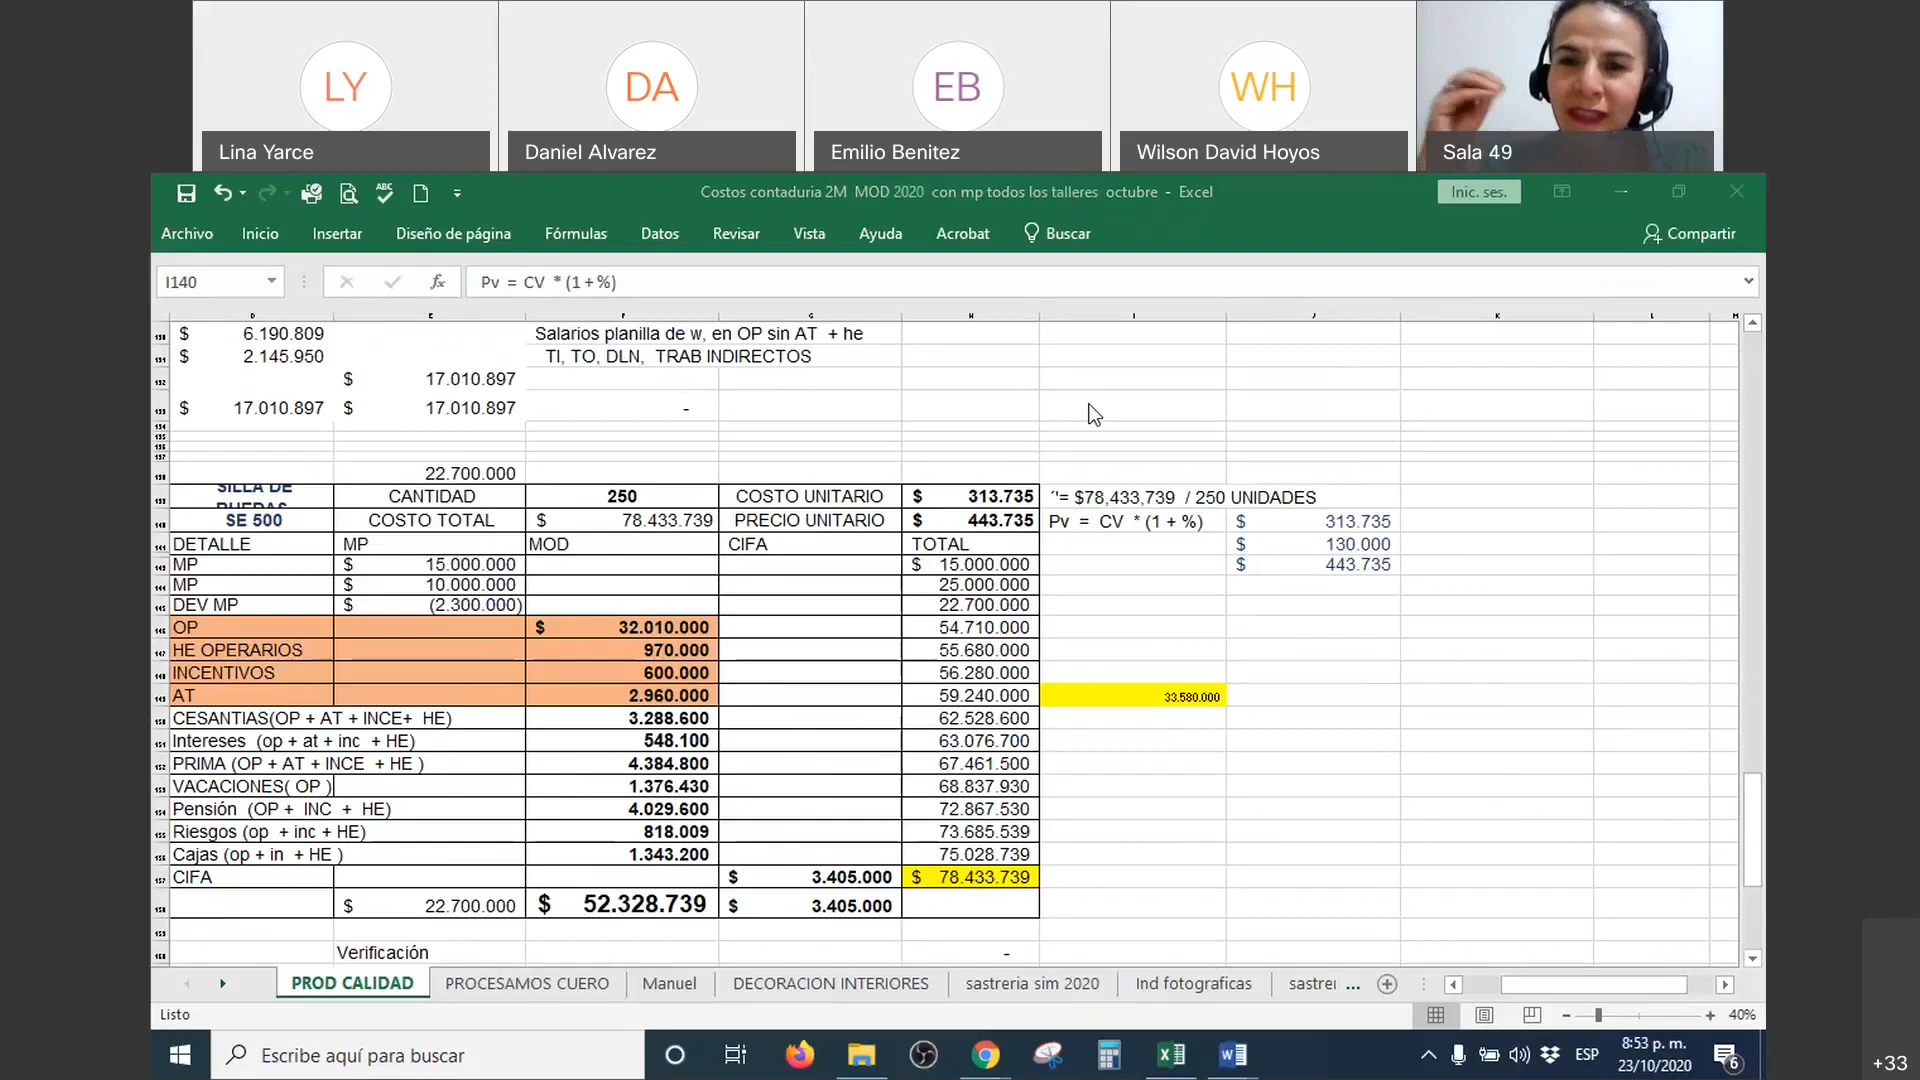 LY
DA
EB
WH
Lina Yarce
Daniel Alvarez
Emilio Benitez
Wilson David Hoyos
Sala 49
Costos contaduria 2M MOD 2020 con mp todos los talleres octubre - Excel
Inic. ses.
Archivo Inicio Insertar Diseño de página Fórmulas Datos Revisar Vista Ayuda Acrobat Buscar Compartir
I140 fx Pv = CV * (1 + %)
$ 6.190.809 Salarios planilla de w, en OP sin AT + he
$ 2.145.950 TI, TO, DLN, TRAB INDIRECTOS
$ 17.010.897
$ 17.010.897 $ 17.010.897 -
22.700.000
SILLA DE RUEDAS CANTIDAD 250 COSTO UNITARIO $ 313.735 ´'= $78,433,739 / 250 UNIDADES
SE 500 COSTO TOTAL $ 78.433.739 PRECIO UNITARIO $ 443.735 Pv = CV * (1 + %) $ 313.735
DETALLE MP MOD CIFA TOTAL $ 130.000
MP $ 15.000.000 $ 15.000.000 $ 443.735
MP $ 10.000.000 25.000.000
DEV MP $ (2.300.000) 22.700.000
OP $ 32.010.000 54.710.000
HE OPERARIOS 970.000 55.680.000
INCENTIVOS 600.000 56.280.000
AT 2.960.000 59.240.000 33.580.000
CESANTIAS(OP + AT + INCE+ HE) 3.288.600 62.528.600
Intereses (op + at + inc + HE) 548.100 63.076.700
PRIMA (OP + AT + INCE + HE ) 4.384.800 67.461.500
VACACIONES( OP ) 1.376.430 68.837.930
Pensión (OP + INC + HE) 4.029.600 72.867.530
Riesgos (op + inc + HE) 818.009 73.685.539
Cajas (op + in + HE ) 1.343.200 75.028.739
CIFA $ 3.405.000 $ 78.433.739
$ 22.700.000 $ 52.328.739 $ 3.405.000
Verificación -
PROD CALIDAD PROCESAMOS CUERO Manuel DECORACION INTERIORES sastreria sim 2020 Ind fotograficas sastrei ...
Listo 40%
Escribe aquí para buscar
ESP
8:53 p. m.
23/10/2020
6
+33